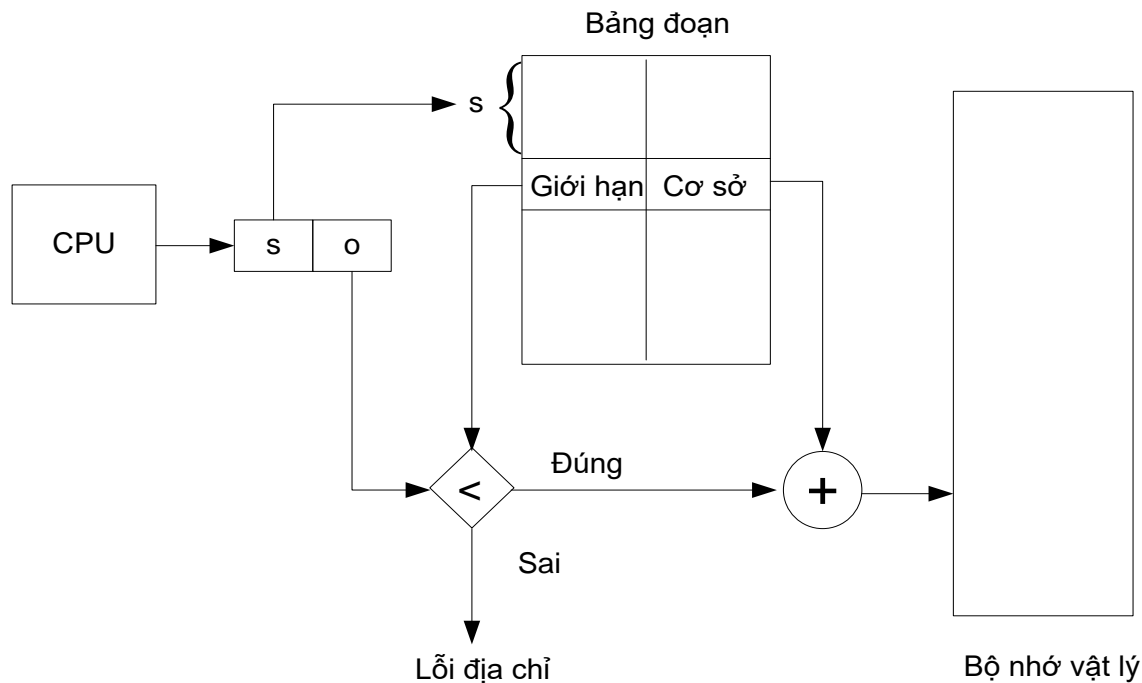 Bảng đoạn
s {
Giới hạn Cơ sở
CPU
s o
Đúng
< +
Sai
Lỗi địa chỉ
Bộ nhớ vật lý